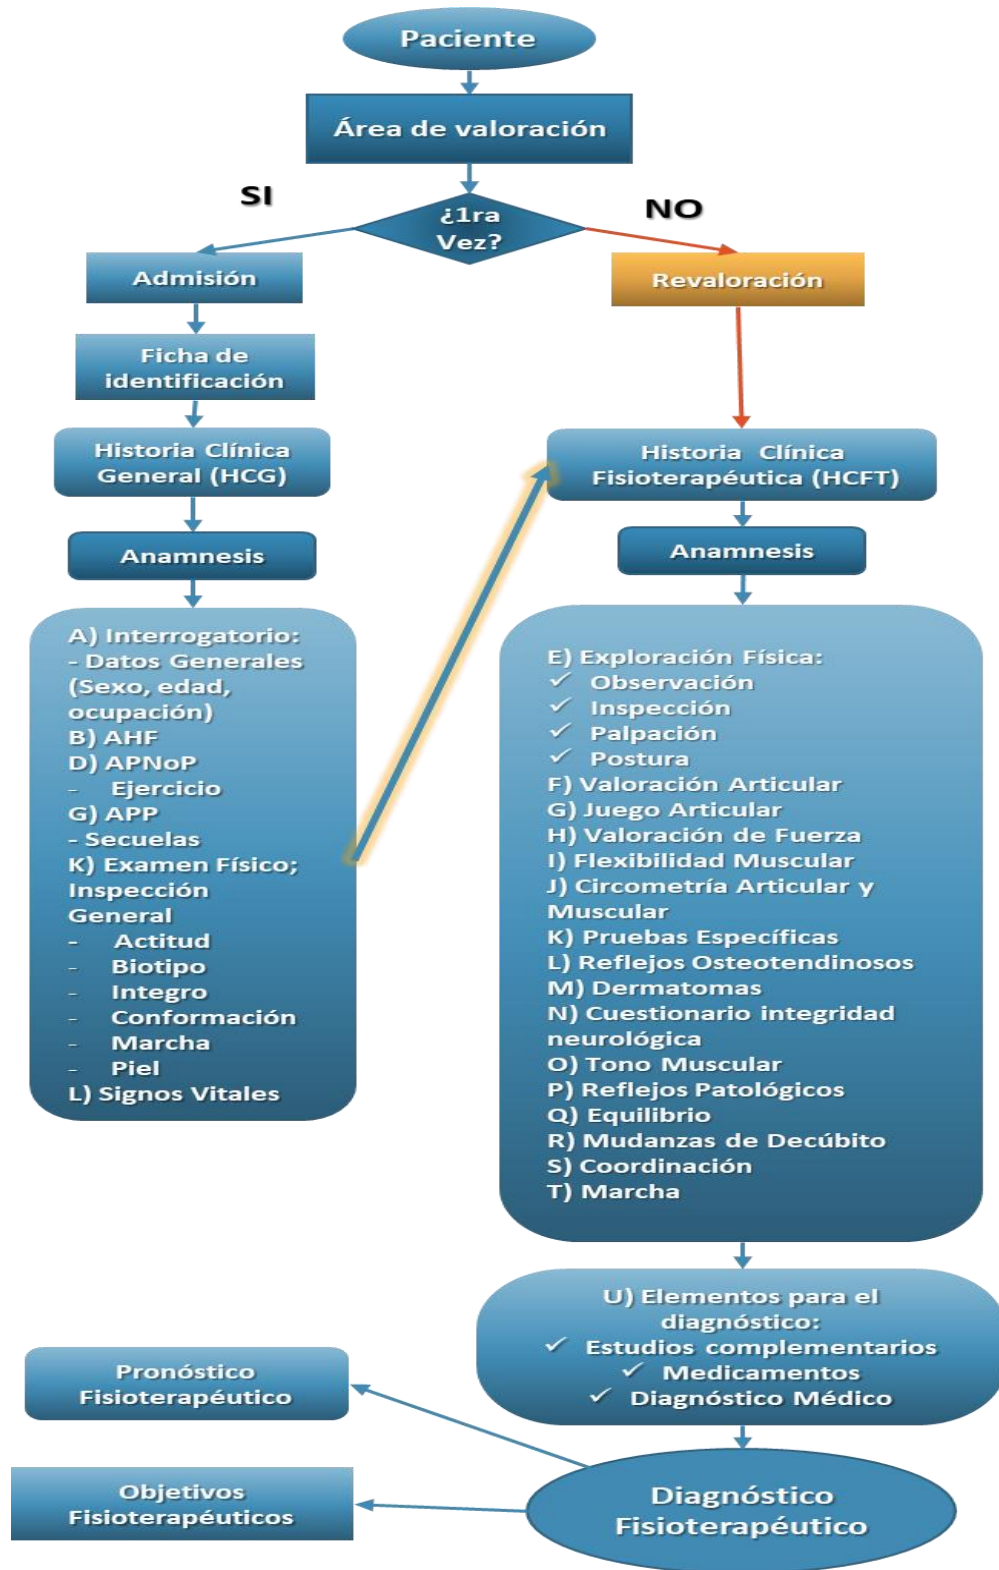 Paciente
Área de valoración
¿1ra
Vez?
SI
NO
Admisión
Revaloración
Ficha de
identificación
Historia Clínica
General (HCG)
Anamnesis
A) Interrogatorio:
- Datos Generales
(Sexo, edad,
ocupación)
B) AHF
D) APNoP
- Ejercicio
G) APP
- Secuelas
K) Examen Físico;
Inspección
General
- Actitud
- Biotipo
- Integro
- Conformación
- Marcha
- Piel
L) Signos Vitales
Historia Clínica
Fisioterapéutica (HCFT)
Anamnesis
E) Exploración Física:
✓ Observación
✓ Inspección
✓ Palpación
✓ Postura
F) Valoración Articular
G) Juego Articular
H) Valoración de Fuerza
I) Flexibilidad Muscular
J) Circometría Articular y
Muscular
K) Pruebas Específicas
L) Reflejos Osteotendinosos
M) Dermatomas
N) Cuestionario integridad
neurológica
O) Tono Muscular
P) Reflejos Patológicos
Q) Equilibrio
R) Mudanzas de Decúbito
S) Coordinación
T) Marcha
U) Elementos para el
diagnóstico:
✓ Estudios complementarios
✓ Medicamentos
✓ Diagnóstico Médico
Diagnóstico
Fisioterapéutico
Pronóstico
Fisioterapéutico
Objetivos
Fisioterapéuticos